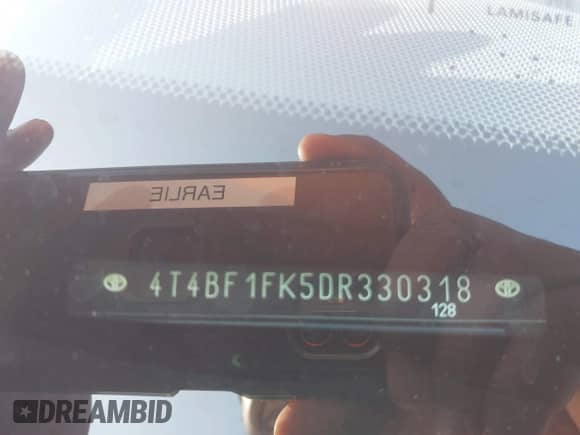 LAMISAFE
EARLIE
4T4BF1FK5DR330318
128
★DREAMBID